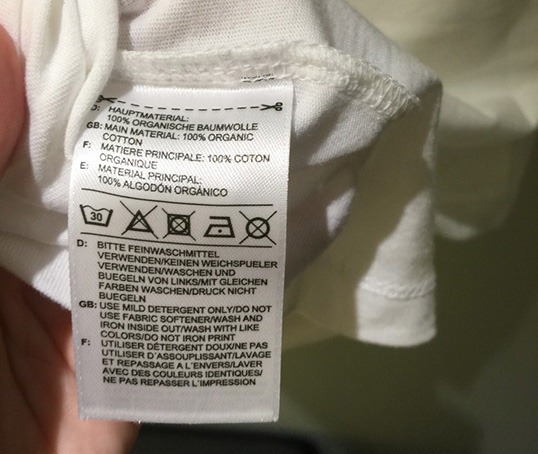 D: HAUPTMATERIAL:
100% ORGANISCHE BAUMWOLLE
GB: MAIN MATERIAL: 100% ORGANIC
COTTON
F: MATIERE PRINCIPALE: 100% COTON
ORGANIQUE
E: MATERIAL PRINCIPAL:
100% ALGODÓN ORGÁNICO
30
D: BITTE FEINWASCHMITTEL
VERWENDEN/KEINEN WEICHSPUELER
VERWENDEN/WASCHEN UND
BUEGELN VON LINKS/MIT GLEICHEN
FARBEN WASCHEN/DRUCK NICHT
BUEGELN
GB: USE MILD DETERGENT ONLY/DO NOT
USE FABRIC SOFTENER/WASH AND
IRON INSIDE OUT/WASH WITH LIKE
COLORS/DO NOT IRON PRINT
F: UTILISER DÉTERGENT DOUX/NE PAS
UTILISER D'ASSOUPLISSANT/LAVAGE
ET REPASSAGE A L'ENVERS/LAVER
AVEC DES COULEURS IDENTIQUES/
NE PAS REPASSER L'IMPRESSION